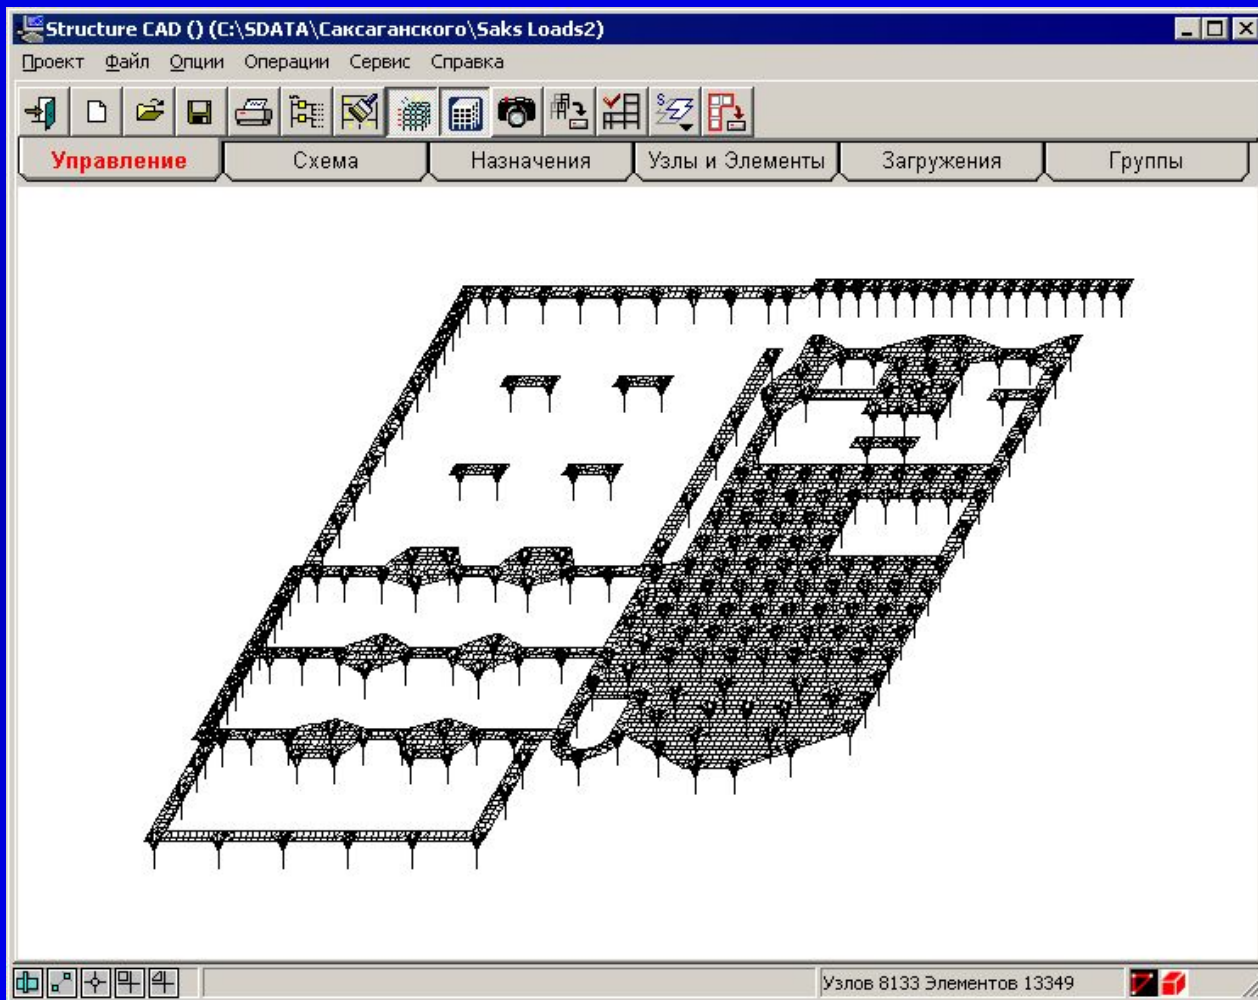 Structure CAD () (C:\SDATA\Саксаганского\Saks Loads2)
Проект Файл Опции Операции Сервис Справка
Управление Схема Назначения Узлы и Элементы Загружения Группы
Узлов 8133 Элементов 13349